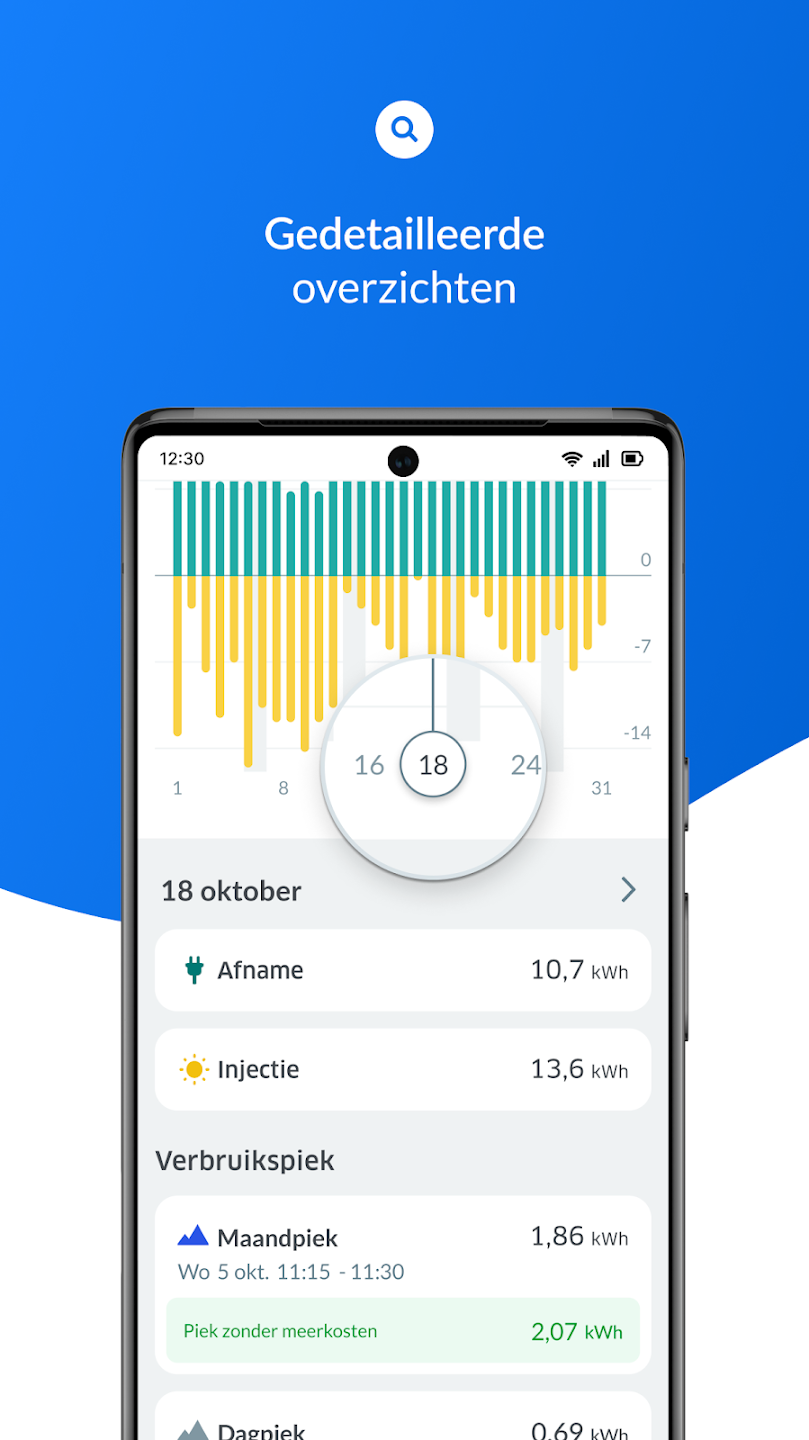 Gedetailleerde
overzichten
12:30
0
-7
-14
1 8 16 18 24 31
18 oktober
Afname 10,7 kWh
Injectie 13,6 kWh
Verbruikspiek
Maandpiek 1,86 kWh
Wo 5 okt. 11:15 - 11:30
Piek zonder meerkosten 2,07 kWh
Dagpiek 0,69 kWh